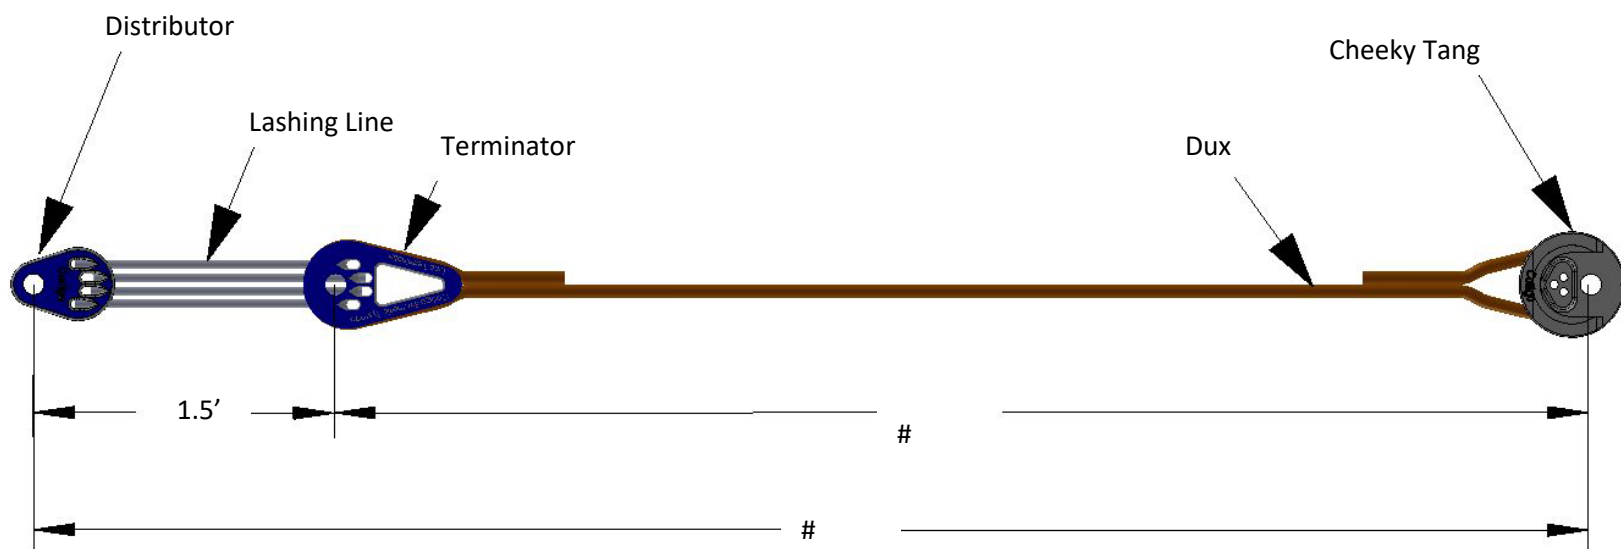 Distributor
Cheeky Tang
Lashing Line
Terminator
Dux
1.5’
#
#